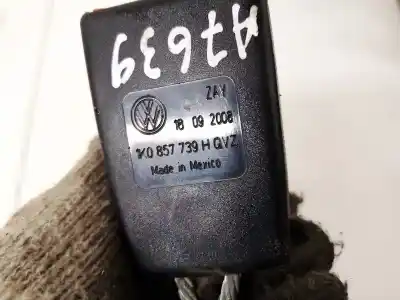 A7639
ZAY
18 09 2008
1K0 857 739 H QVZ
Made in Mexico